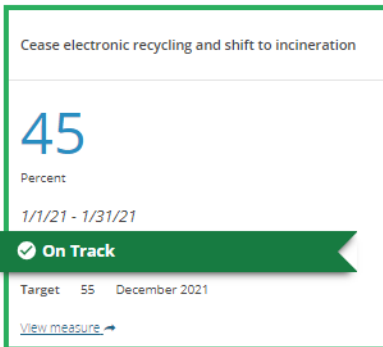 Cease electronic recycling and shift to incineration
45
Percent
1/1/21 - 1/31/21
On Track
Target 55 December 2021
View measure